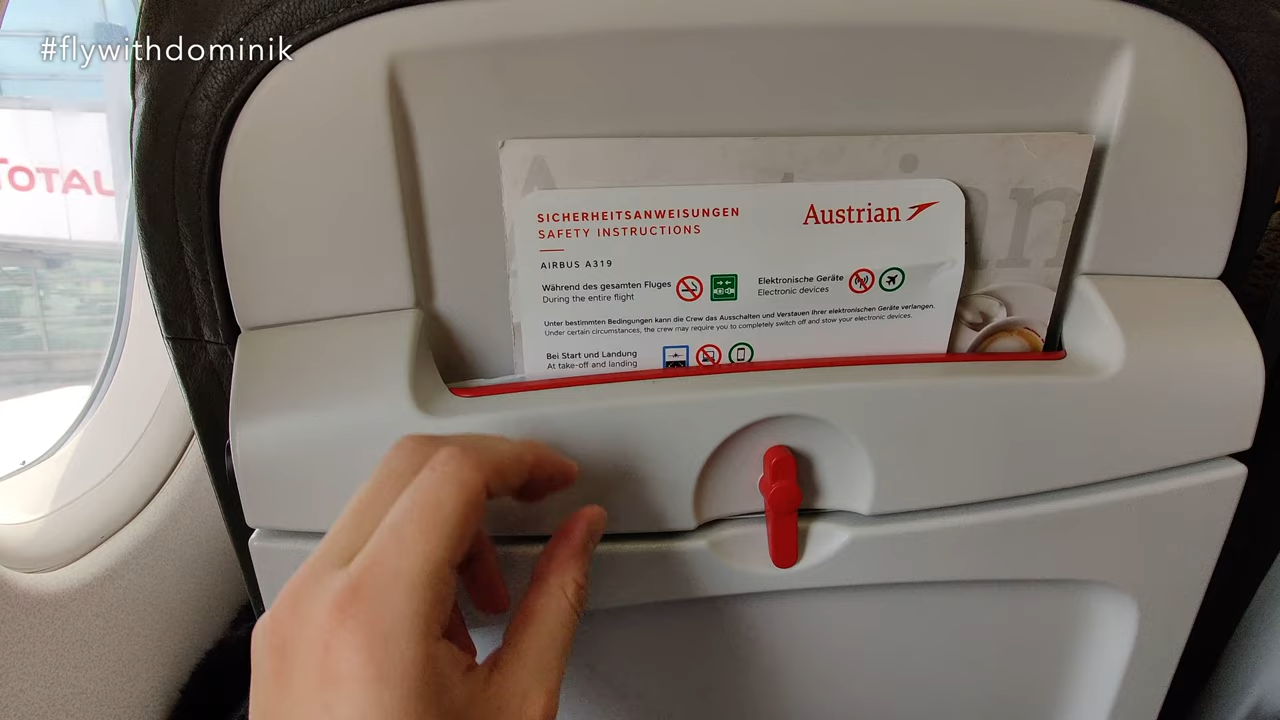 #flywithdominik
TOTAL
Austrian
SICHERHEITSANWEISUNGEN
SAFETY INSTRUCTIONS
Austrian
AIRBUS A319
Während des gesamten Fluges
During the entire flight
Elektronische Geräte
Electronic devices
Unter bestimmten Bedingungen kann die Crew das Ausschalten und Verstauen Ihrer elektronischen Geräte verlangen.
Under certain circumstances, the crew may require you to completely switch off and stow your electronic devices.
Bei Start und Landung
At take-off and landing